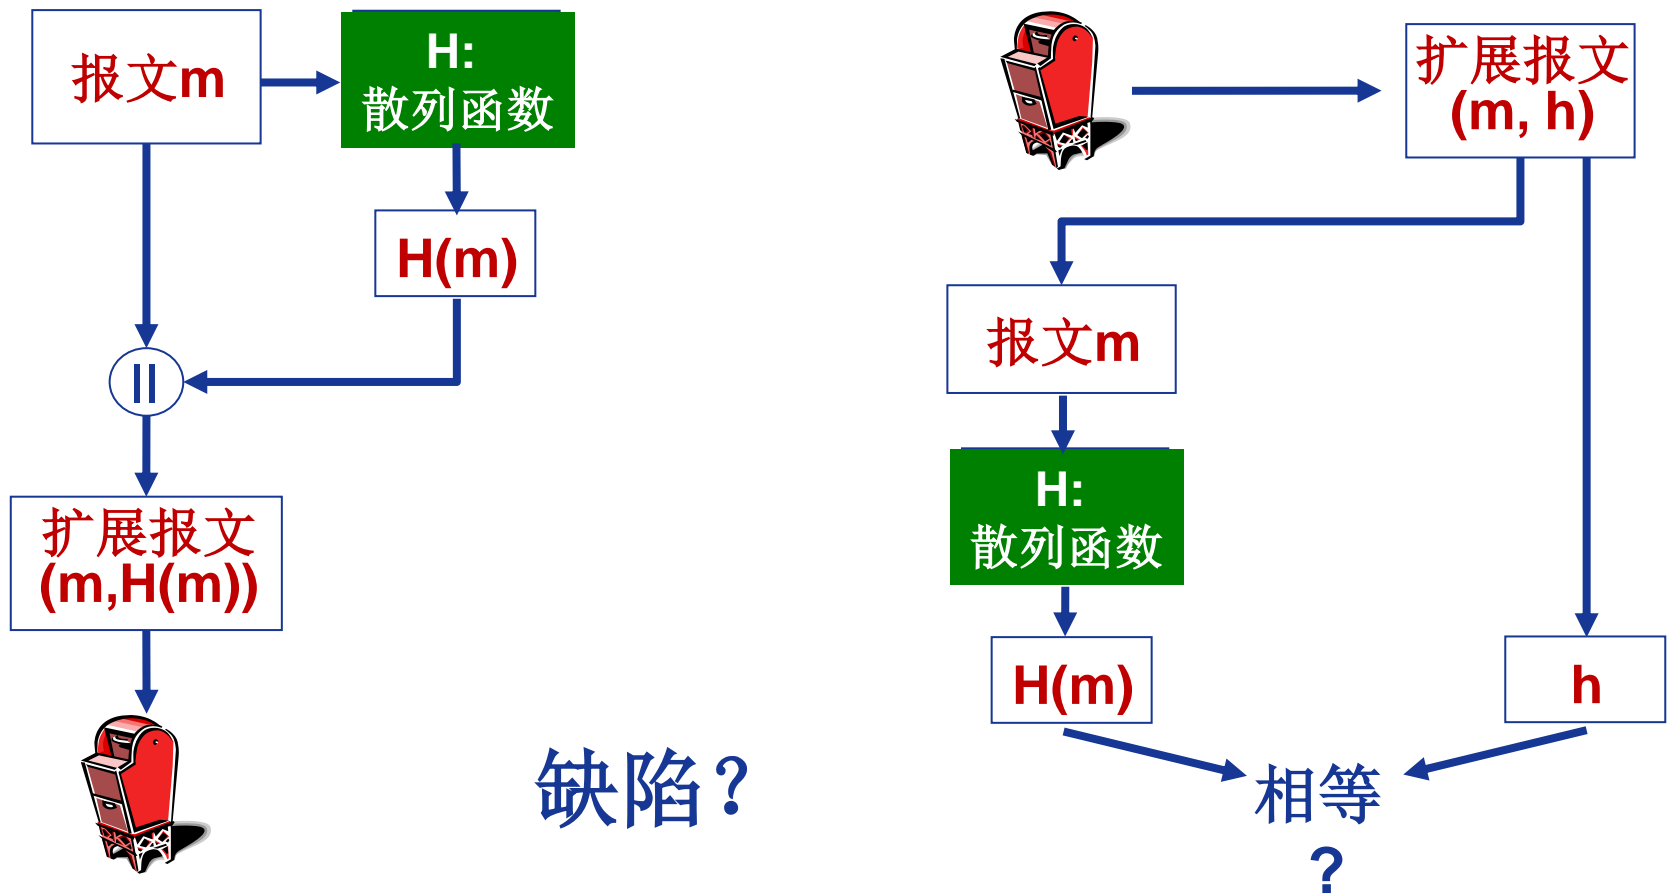 报文m
H:
散列函数
H(m)
||
扩展报文
(m,H(m))
缺陷？
扩展报文
(m, h)
报文m
H:
散列函数
H(m)
h
相等
？